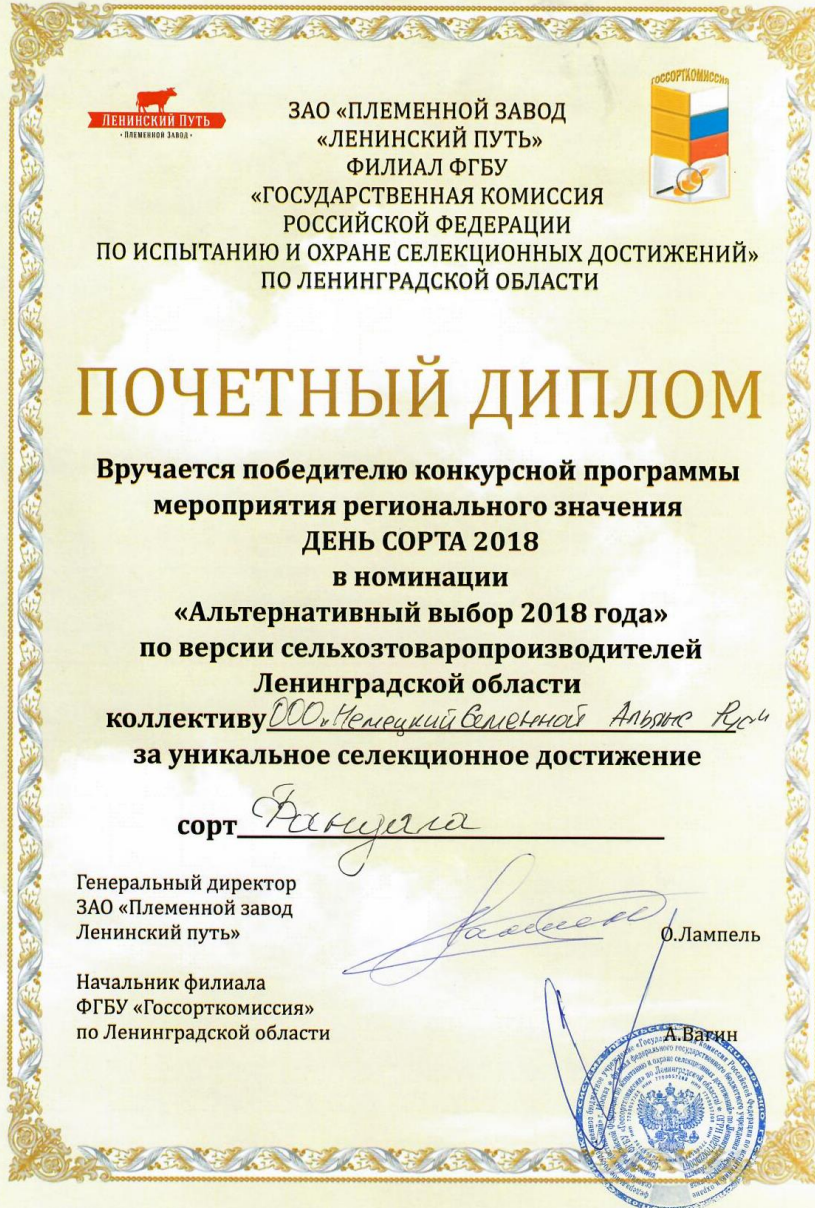 ЛЕНИНСКИЙ ПУТЬ
• ПЛЕМЕННОЙ ЗАВОД •
ГОССОРТКОМИССИЯ
ЗАО «ПЛЕМЕННОЙ ЗАВОД
«ЛЕНИНСКИЙ ПУТЬ»
ФИЛИАЛ ФГБУ
«ГОСУДАРСТВЕННАЯ КОМИССИЯ
РОССИЙСКОЙ ФЕДЕРАЦИИ
ПО ИСПЫТАНИЮ И ОХРАНЕ СЕЛЕКЦИОННЫХ ДОСТИЖЕНИЙ»
ПО ЛЕНИНГРАДСКОЙ ОБЛАСТИ
ПОЧЕТНЫЙ ДИПЛОМ
Вручается победителю конкурсной программы
мероприятия регионального значения
ДЕНЬ СОРТА 2018
в номинации
«Альтернативный выбор 2018 года»
по версии сельхозтоваропроизводителей
Ленинградской области
коллективу ООО «Немецкий Семенной Альянс Русь»
за уникальное селекционное достижение
сорт
Генеральный директор
ЗАО «Племенной завод
Ленинский путь»
О.Лампель
Начальник филиала
ФГБУ «Госсорткомиссия»
по Ленинградской области
А.Вагин